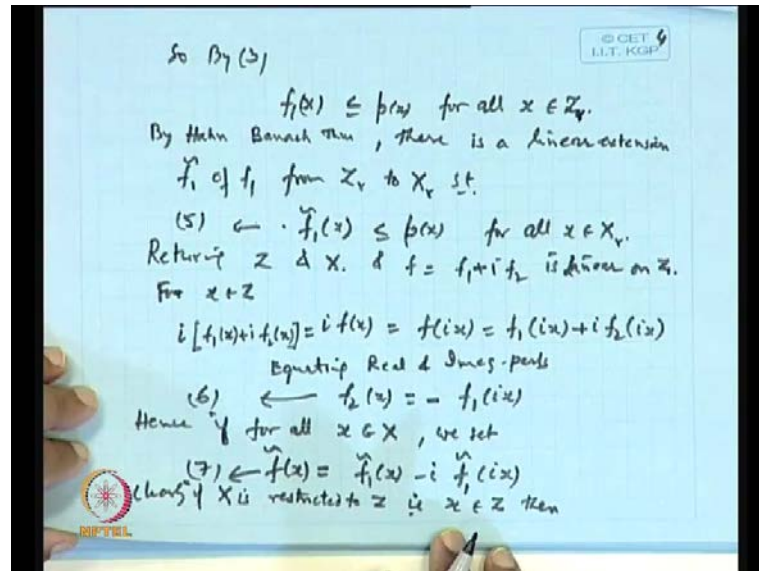 © CET
I.I.T. KGP
4
So By (3)
f₁(x) ≤ p(x) for all x ∈ Zᵣ.
By Hahn Banach Thm, there is a linear extension
f̃₁ of f₁ from Zᵣ to Xᵣ s.t.
(5) ← f̃₁(x) ≤ p(x) for all x ∈ Xᵣ.
Returning Z & X. & f = f₁ + i f₂ is linear on Z.
For x ∈ Z
i [f₁(x) + i f₂(x)] = i f(x) = f(ix) = f₁(ix) + i f₂(ix)
Equating Real & Imag. parts
(6) ← f₂(x) = - f₁(ix)
Hence if for all x ∈ X, we set
(7) ← f̃(x) = f̃₁(x) - i f̃₁(ix)
Clearly if X is restricted to Z ie x ∈ Z then
NPTEL